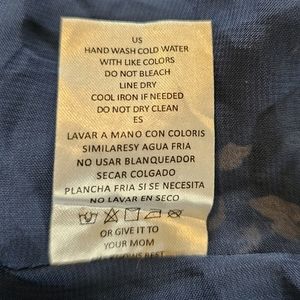 US
HAND WASH COLD WATER
WITH LIKE COLORS
DO NOT BLEACH
LINE DRY
COOL IRON IF NEEDED
DO NOT DRY CLEAN
ES
LAVAR A MANO CON COLORIS
SIMILARESY AGUA FRIA
NO USAR BLANQUEADOR
SECAR COLGADO
PLANCHA FRIA SI SE NECESITA
NO LAVAR EN SECO
OR GIVE IT TO
YOUR MOM
KNOWS BEST